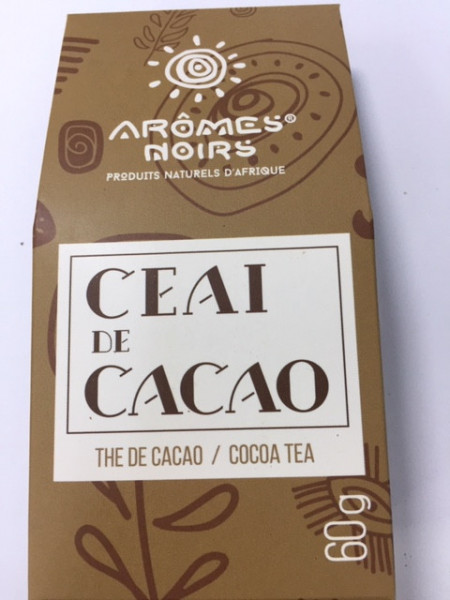 ARÔMES®
NOIRS
PRODUITS NATURELS D'AFRIQUE
CEAI
DE
CACAO
THE DE CACAO / COCOA TEA
60g